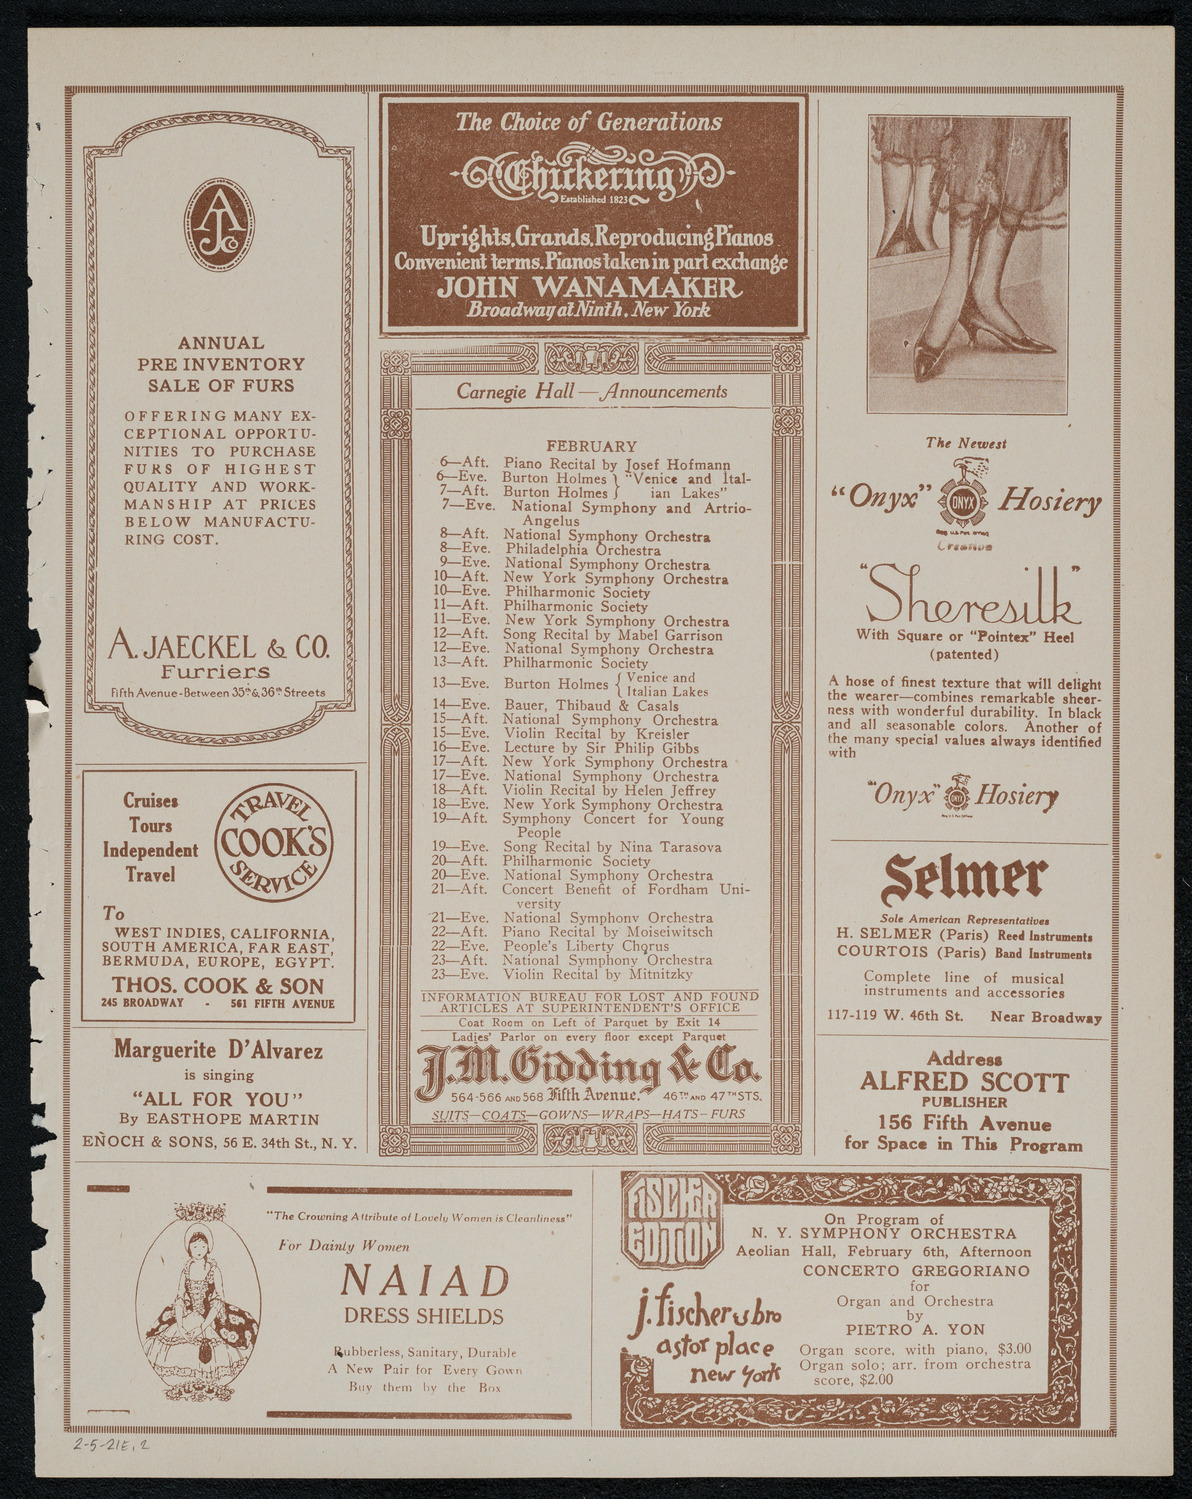 AJCo
ANNUAL
PRE INVENTORY
SALE OF FURS
OFFERING MANY EX-
CEPTIONAL OPPORTU-
NITIES TO PURCHASE
FURS OF HIGHEST
QUALITY AND WORK-
MANSHIP AT PRICES
BELOW MANUFACTU-
RING COST.
A. JAECKEL & CO.
Furriers
Fifth Avenue-Between 35th & 36th Streets
Cruises
Tours
Independent
Travel
TRAVEL
COOK'S
SERVICE
To
WEST INDIES, CALIFORNIA,
SOUTH AMERICA, FAR EAST,
BERMUDA, EUROPE, EGYPT.
THOS. COOK & SON
245 BROADWAY - 561 FIFTH AVENUE
Marguerite D'Alvarez
is singing
"ALL FOR YOU"
By EASTHOPE MARTIN
ENOCH & SONS, 56 E. 34th St., N. Y.
The Choice of Generations
Chickering
Established 1823
Uprights, Grands, Reproducing Pianos
Convenient terms. Pianos taken in part exchange
JOHN WANAMAKER
Broadway at Ninth, New York
Carnegie Hall — Announcements
FEBRUARY
6—Aft. Piano Recital by Josef Hofmann
6—Eve. Burton Holmes } "Venice and Ital-
7—Aft. Burton Holmes } ian Lakes"
7—Eve. National Symphony and Artrio-
Angelus
8—Aft. National Symphony Orchestra
8—Eve. Philadelphia Orchestra
9—Eve. National Symphony Orchestra
10—Aft. New York Symphony Orchestra
10—Eve. Philharmonic Society
11—Aft. Philharmonic Society
11—Eve. New York Symphony Orchestra
12—Aft. Song Recital by Mabel Garrison
12—Eve. National Symphony Orchestra
13—Aft. Philharmonic Society
13—Eve. Burton Holmes { Venice and
Italian Lakes
14—Eve. Bauer, Thibaud & Casals
15—Aft. National Symphony Orchestra
15—Eve. Violin Recital by Kreisler
16—Eve. Lecture by Sir Philip Gibbs
17—Aft. New York Symphony Orchestra
17—Eve. National Symphony Orchestra
18—Aft. Violin Recital by Helen Jeffrey
18—Eve. New York Symphony Orchestra
19—Aft. Symphony Concert for Young
People
19—Eve. Song Recital by Nina Tarasova
20—Aft. Philharmonic Society
20—Eve. National Symphony Orchestra
21—Aft. Concert Benefit of Fordham Uni-
versity
21—Eve. National Symphony Orchestra
22—Aft. Piano Recital by Moiseiwitsch
22—Eve. People's Liberty Chorus
23—Aft. National Symphony Orchestra
23—Eve. Violin Recital by Mitnitzky
INFORMATION BUREAU FOR LOST AND FOUND
ARTICLES AT SUPERINTENDENT'S OFFICE
Coat Room on Left of Parquet by Exit 14
Ladies' Parlor on every floor except Parquet
J.M. Gidding & Co.
564-566 AND 568 Fifth Avenue. 46TH AND 47TH STS.
SUITS—COATS—GOWNS—WRAPS—HATS—FURS
The Newest
"Onyx" ONYX Hosiery
Reg. U.S. Pat. Office
Creative
"Sheresilk"
With Square or "Pointex" Heel
(patented)
A hose of finest texture that will delight
the wearer—combines remarkable sheer-
ness with wonderful durability. In black
and all seasonable colors. Another of
the many special values always identified
with
"Onyx" ONYX Hosiery
Reg. U.S. Pat. Office
Selmer
Sole American Representatives
H. SELMER (Paris) Reed Instruments
COURTOIS (Paris) Band Instruments
Complete line of musical
instruments and accessories
117-119 W. 46th St. Near Broadway
Address
ALFRED SCOTT
PUBLISHER
156 Fifth Avenue
for Space in This Program
"The Crowning Attribute of Lovely Women is Cleanliness"
For Dainty Women
NAIAD
DRESS SHIELDS
Rubberless, Sanitary, Durable
A New Pair for Every Gown
Buy them by the Box
FISCHER
EDITION
j. fischer & bro
astor place
new york
On Program of
N. Y. SYMPHONY ORCHESTRA
Aeolian Hall, February 6th, Afternoon
CONCERTO GREGORIANO
for
Organ and Orchestra
by
PIETRO A. YON
Organ score, with piano, $3.00
Organ solo; arr. from orchestra
score, $2.00
2-5-21E, 2